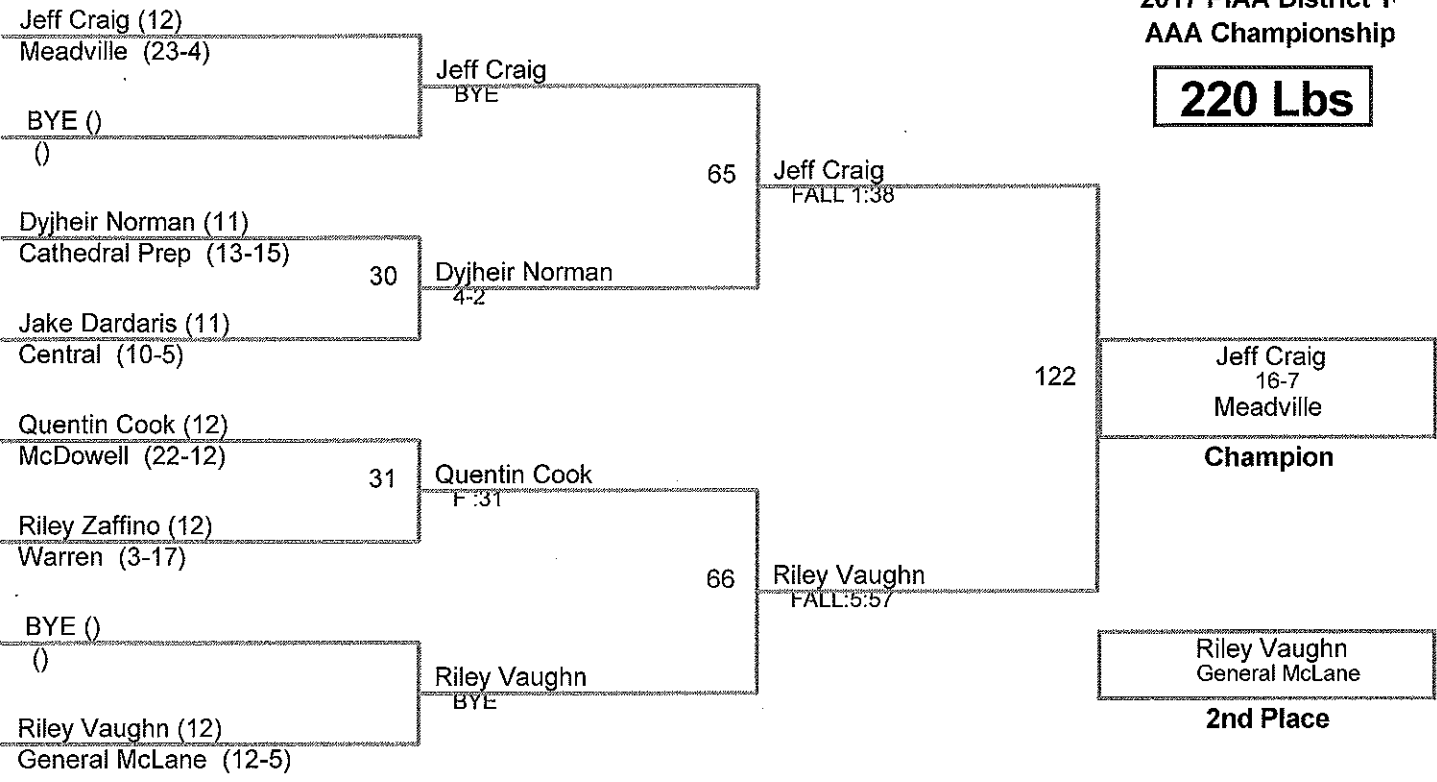 2017 PIAA District
AAA Championship
220 Lbs
Jeff Craig (12)
Meadville (23-4)
BYE ()
()
Dyjheir Norman (11)
Cathedral Prep (13-15)
Jake Dardaris (11)
Central (10-5)
Quentin Cook (12)
McDowell (22-12)
Riley Zaffino (12)
Warren (3-17)
BYE ()
()
Riley Vaughn (12)
General McLane (12-5)
Jeff Craig
BYE
30
Dyjheir Norman
4-2
31
Quentin Cook
F :31
Riley Vaughn
BYE
65
Jeff Craig
FALL 1:38
66
Riley Vaughn
FALL:5:57
122
Jeff Craig
16-7
Meadville
Champion
Riley Vaughn
General McLane
2nd Place